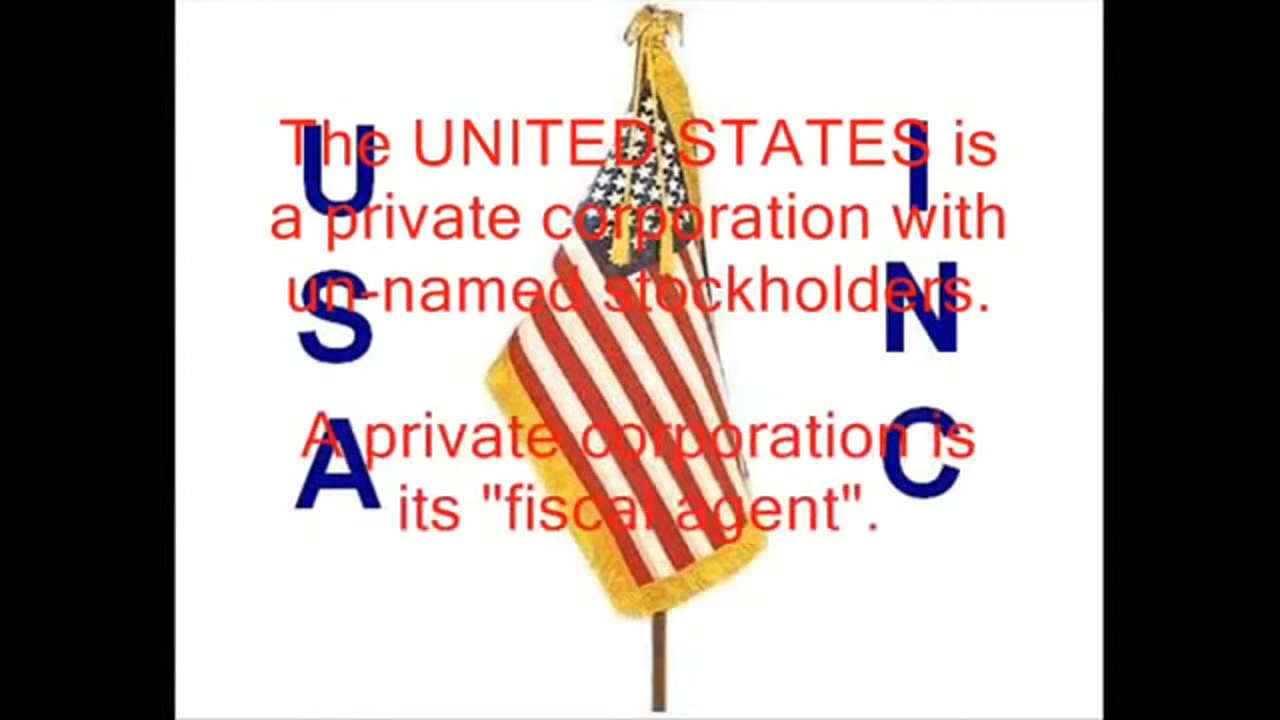 The UNITED STATES is
a private corporation with
un-named stockholders.
A private corporation is
its "fiscal agent".
U
S
A
I
N
C